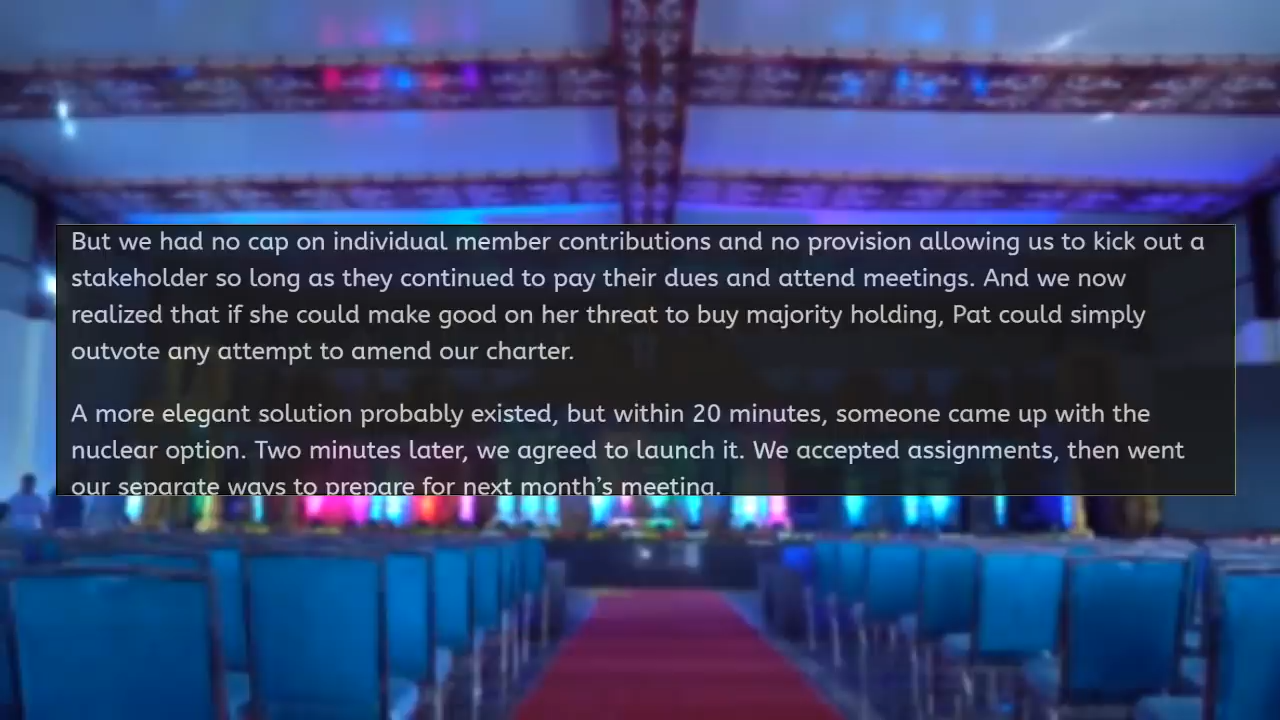 But we had no cap on individual member contributions and no provision allowing us to kick out a
stakeholder so long as they continued to pay their dues and attend meetings. And we now
realized that if she could make good on her threat to buy majority holding, Pat could simply
outvote any attempt to amend our charter.
A more elegant solution probably existed, but within 20 minutes, someone came up with the
nuclear option. Two minutes later, we agreed to launch it. We accepted assignments, then went
our separate ways to prepare for next month's meeting.